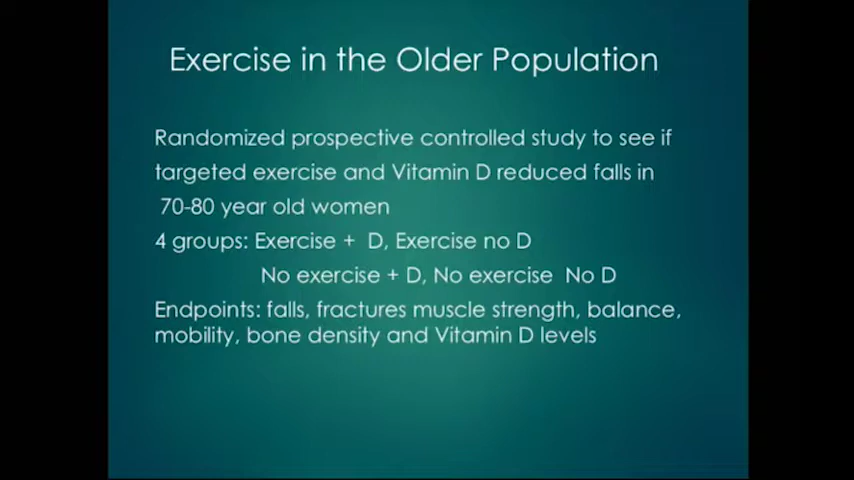 Exercise in the Older Population
Randomized prospective controlled study to see if
targeted exercise and Vitamin D reduced falls in
70-80 year old women
4 groups: Exercise + D, Exercise no D
No exercise + D, No exercise No D
Endpoints: falls, fractures muscle strength, balance,
mobility, bone density and Vitamin D levels